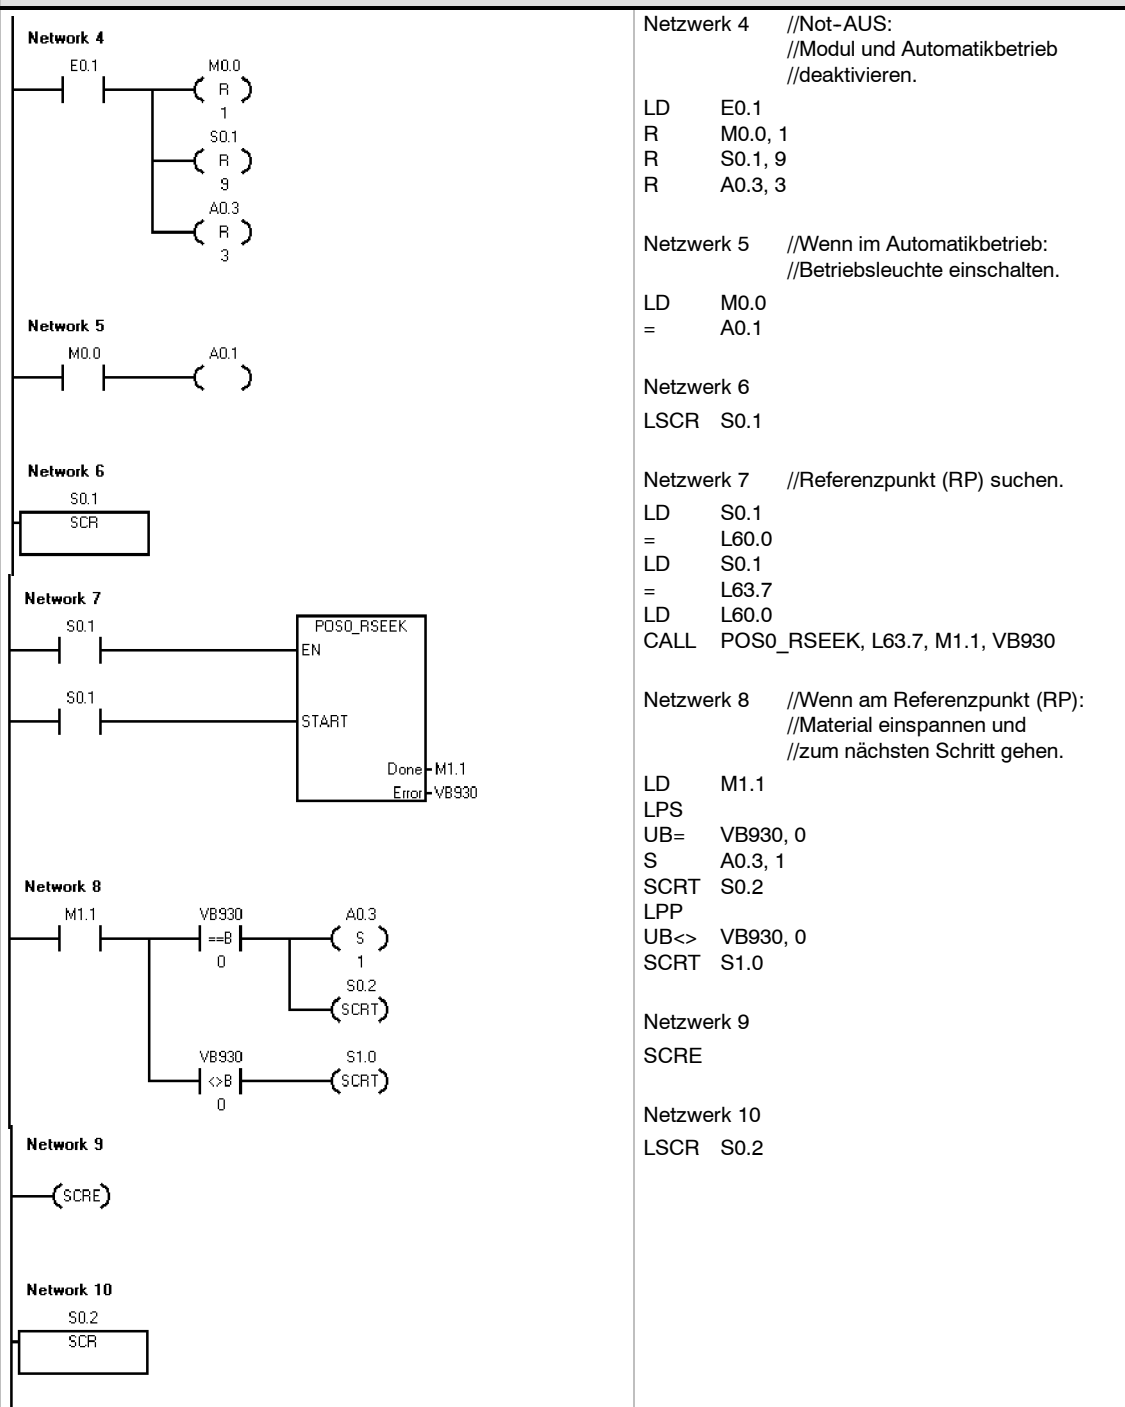 Network 4
E0.1
M0.0
R
1
S0.1
R
9
A0.3
R
3
Network 5
M0.0
A0.1
Network 6
S0.1
SCR
Network 7
S0.1
POS0_RSEEK
EN
S0.1
START
Done
M1.1
Error
VB930
Network 8
M1.1
VB930
==B
0
A0.3
S
1
S0.2
SCRT
VB930
<>B
0
S1.0
SCRT
Network 9
SCRE
Network 10
S0.2
SCR
Netzwerk 4 //Not-AUS:
//Modul und Automatikbetrieb
//deaktivieren.
LD E0.1
R M0.0, 1
R S0.1, 9
R A0.3, 3
Netzwerk 5 //Wenn im Automatikbetrieb:
//Betriebsleuchte einschalten.
LD M0.0
= A0.1
Netzwerk 6
LSCR S0.1
Netzwerk 7 //Referenzpunkt (RP) suchen.
LD S0.1
= L60.0
LD S0.1
= L63.7
LD L60.0
CALL POS0_RSEEK, L63.7, M1.1, VB930
Netzwerk 8 //Wenn am Referenzpunkt (RP):
//Material einspannen und
//zum nächsten Schritt gehen.
LD M1.1
LPS
UB= VB930, 0
S A0.3, 1
SCRT S0.2
LPP
UB<> VB930, 0
SCRT S1.0
Netzwerk 9
SCRE
Netzwerk 10
LSCR S0.2